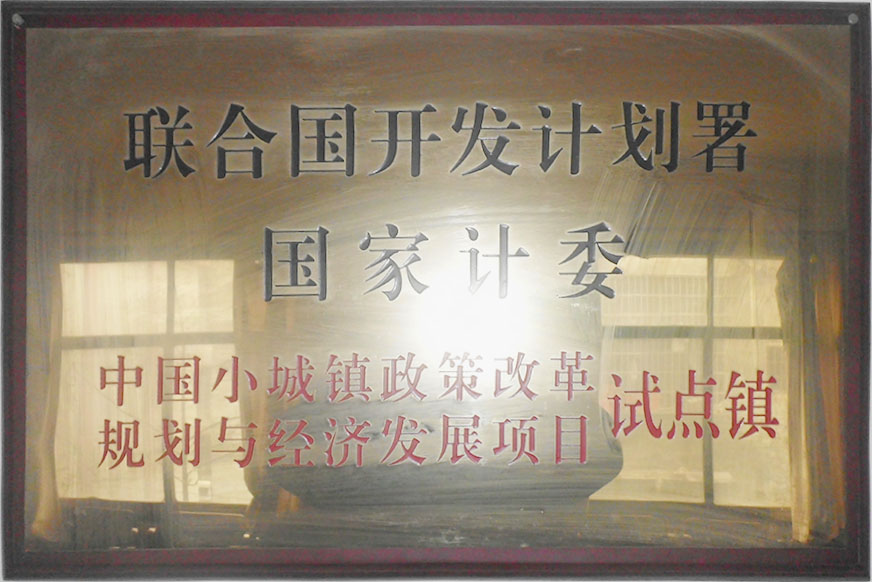 联合国开发计划署
国家计委
中国小城镇政策改革
规划与经济发展项目
试点镇